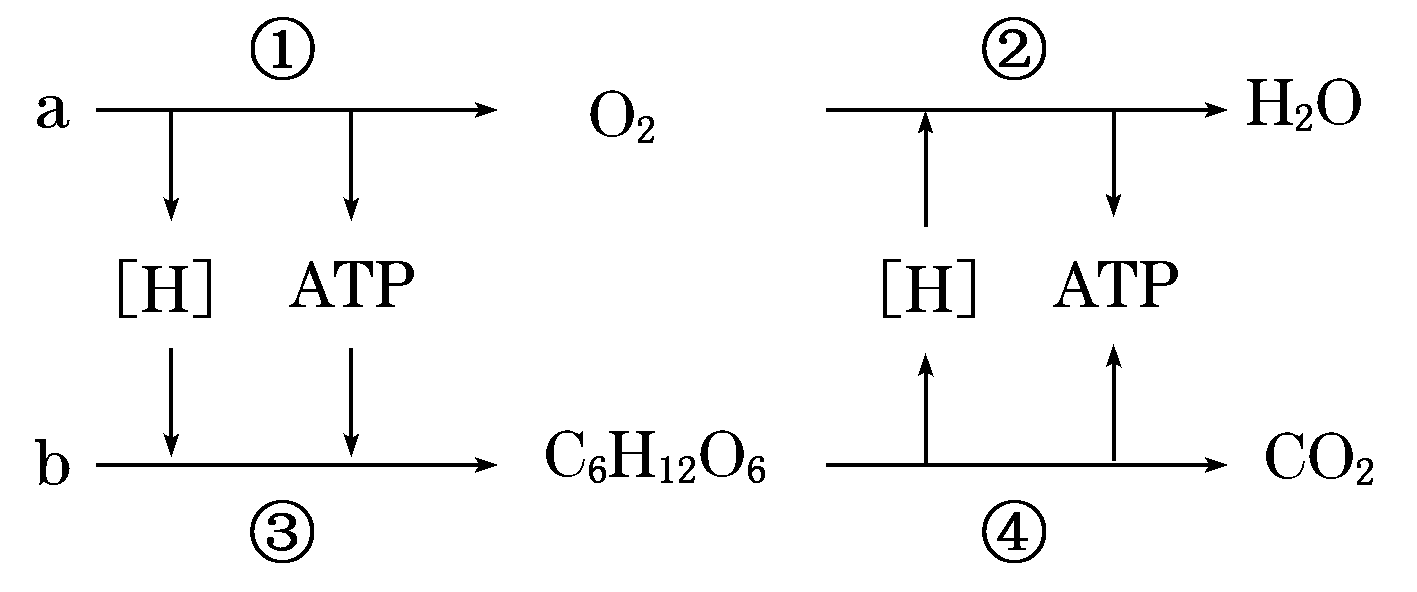 ① ②
a O₂ H₂O
[H] ATP [H] ATP
b C₆H₁₂O₆ CO₂
③ ④